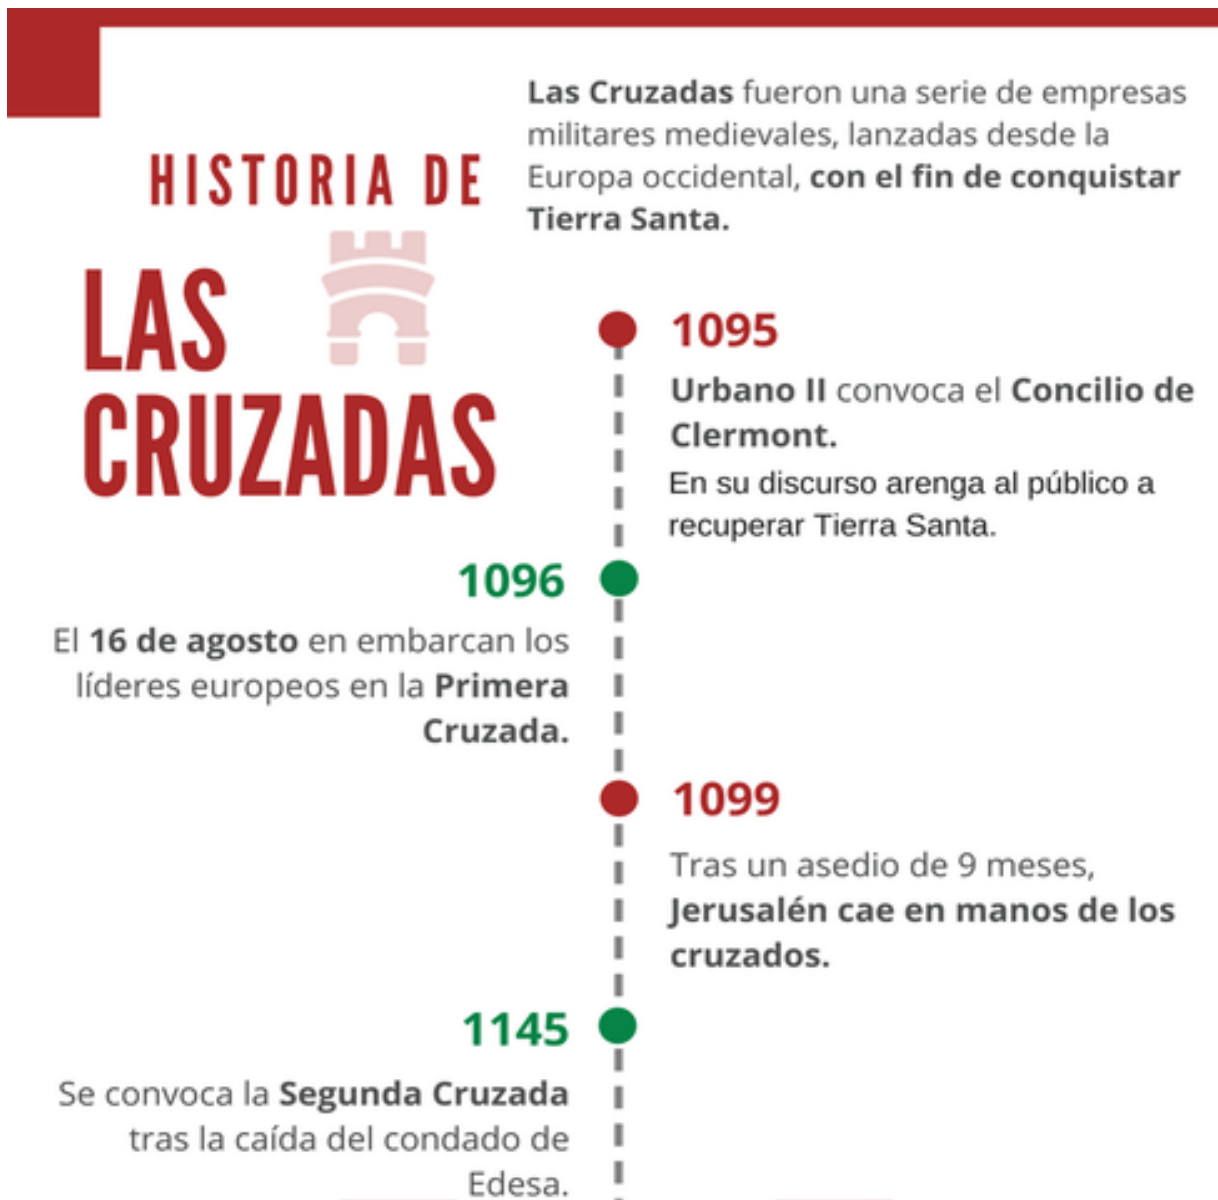 HISTORIA DE
LAS
CRUZADAS
Las Cruzadas fueron una serie de empresas
militares medievales, lanzadas desde la
Europa occidental, con el fin de conquistar
Tierra Santa.
1095
Urbano II convoca el Concilio de
Clermont.
En su discurso arenga al público a
recuperar Tierra Santa.
1096
El 16 de agosto en embarcan los
líderes europeos en la Primera
Cruzada.
1099
Tras un asedio de 9 meses,
Jerusalén cae en manos de los
cruzados.
1145
Se convoca la Segunda Cruzada
tras la caída del condado de
Edesa.